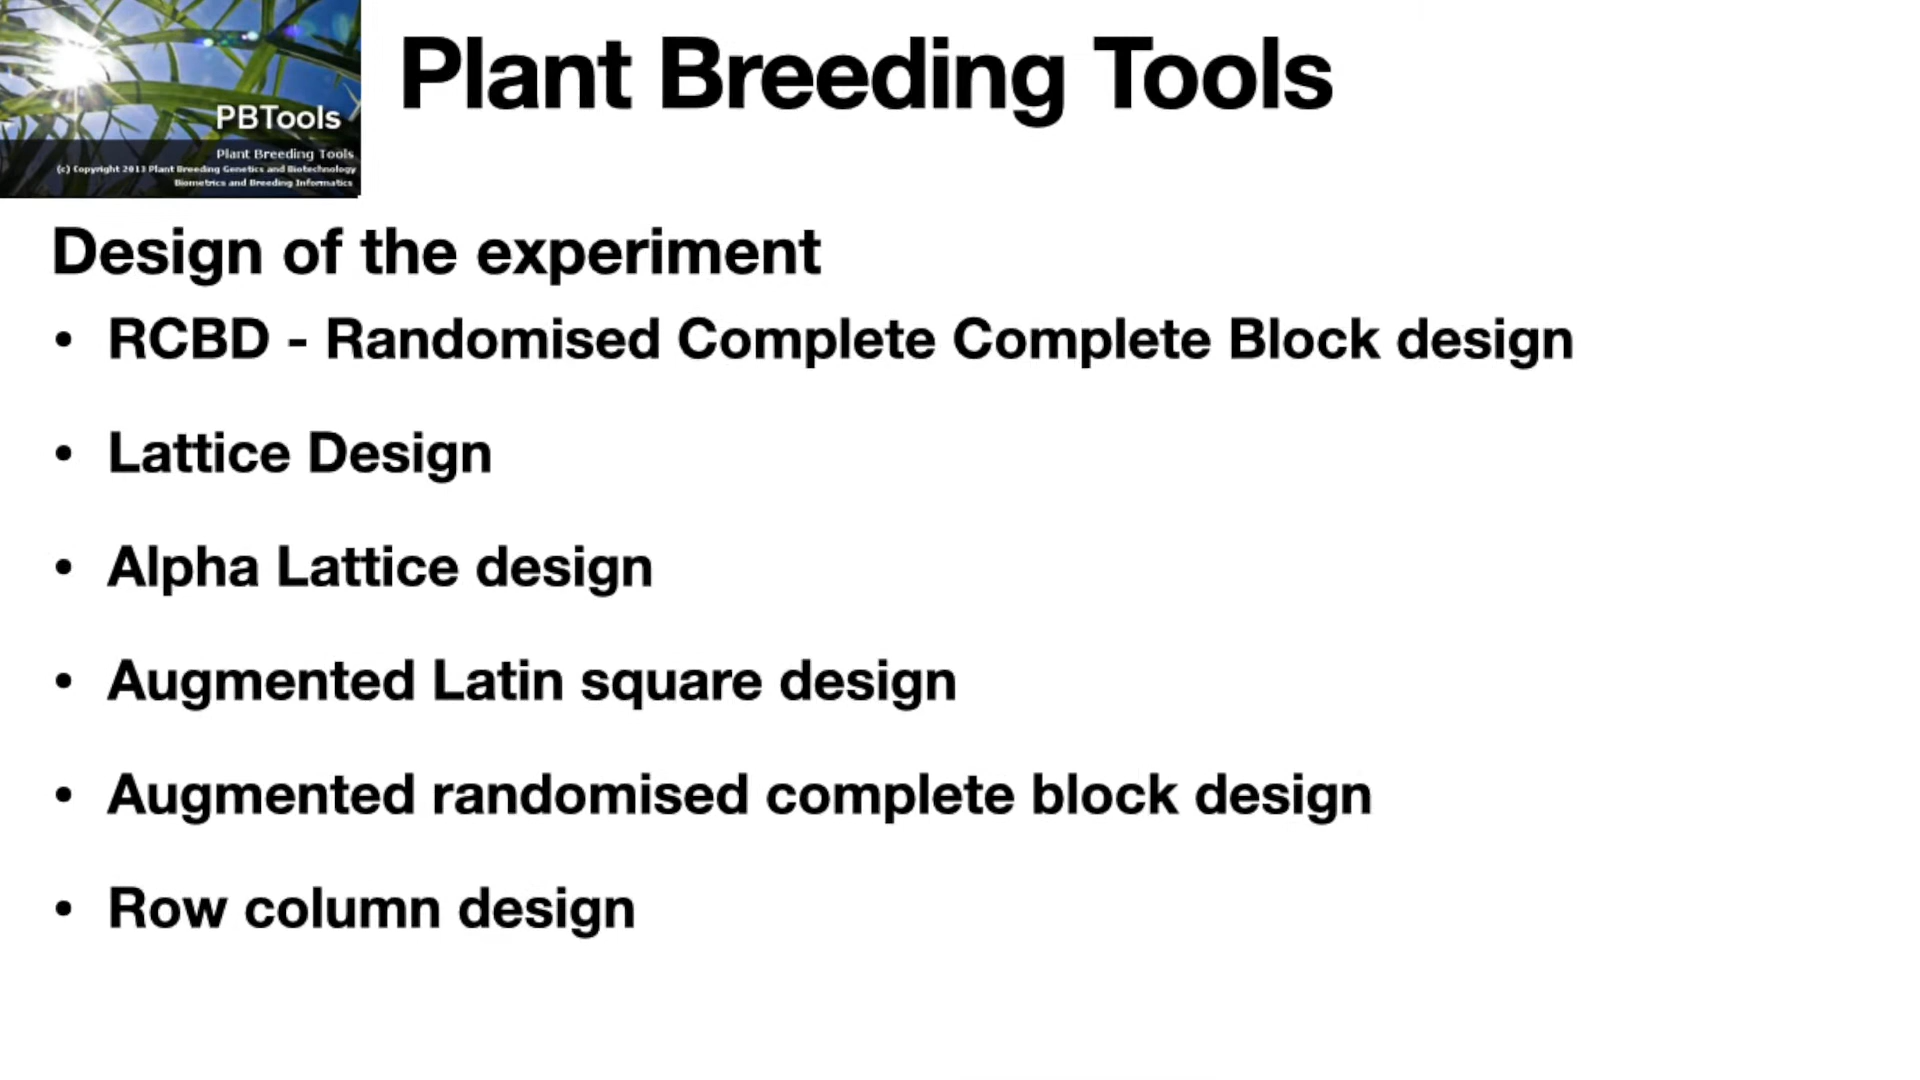 PBTools
Plant Breeding Tools
(c) Copyright 2013 Plant Breeding Genetics and Biotechnology
Biometrics and Breeding Informatics
Plant Breeding Tools
Design of the experiment
• RCBD - Randomised Complete Complete Block design
• Lattice Design
• Alpha Lattice design
• Augmented Latin square design
• Augmented randomised complete block design
• Row column design